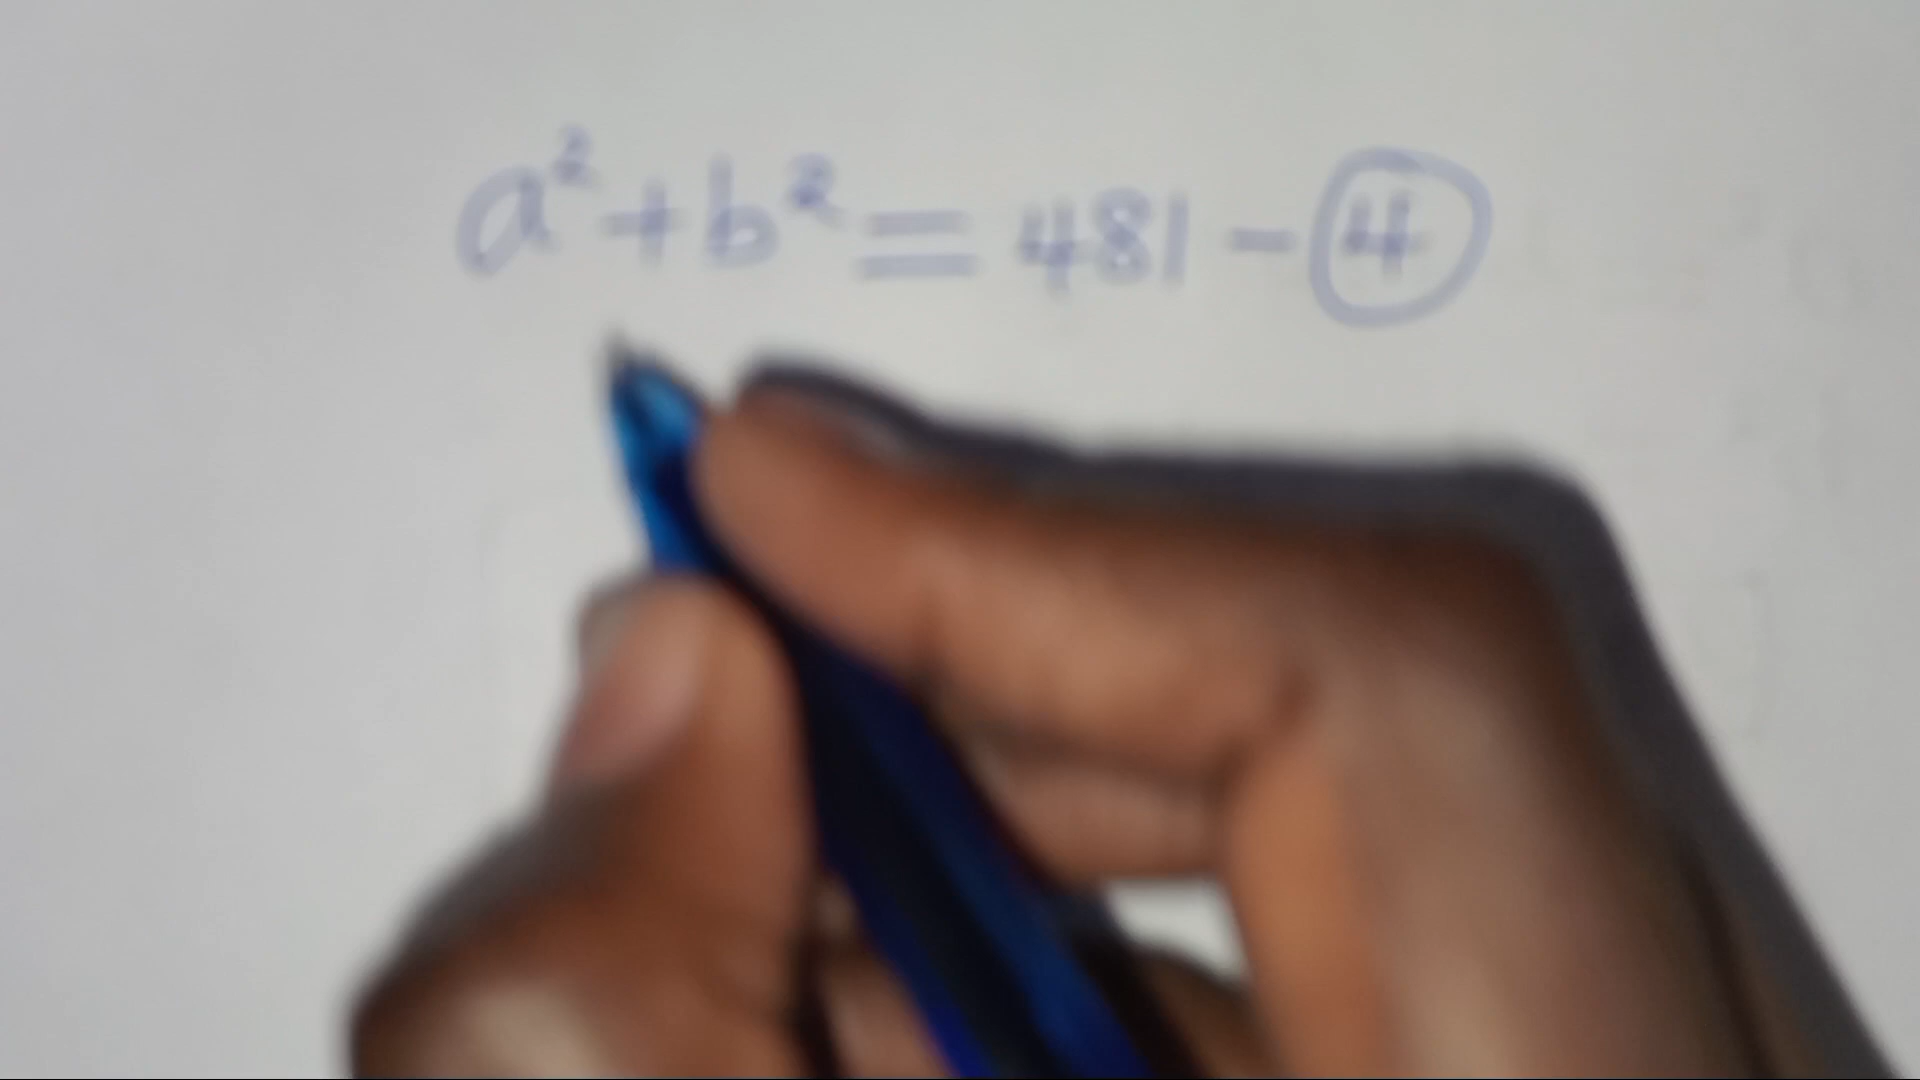 a² + b² = 481 - ④